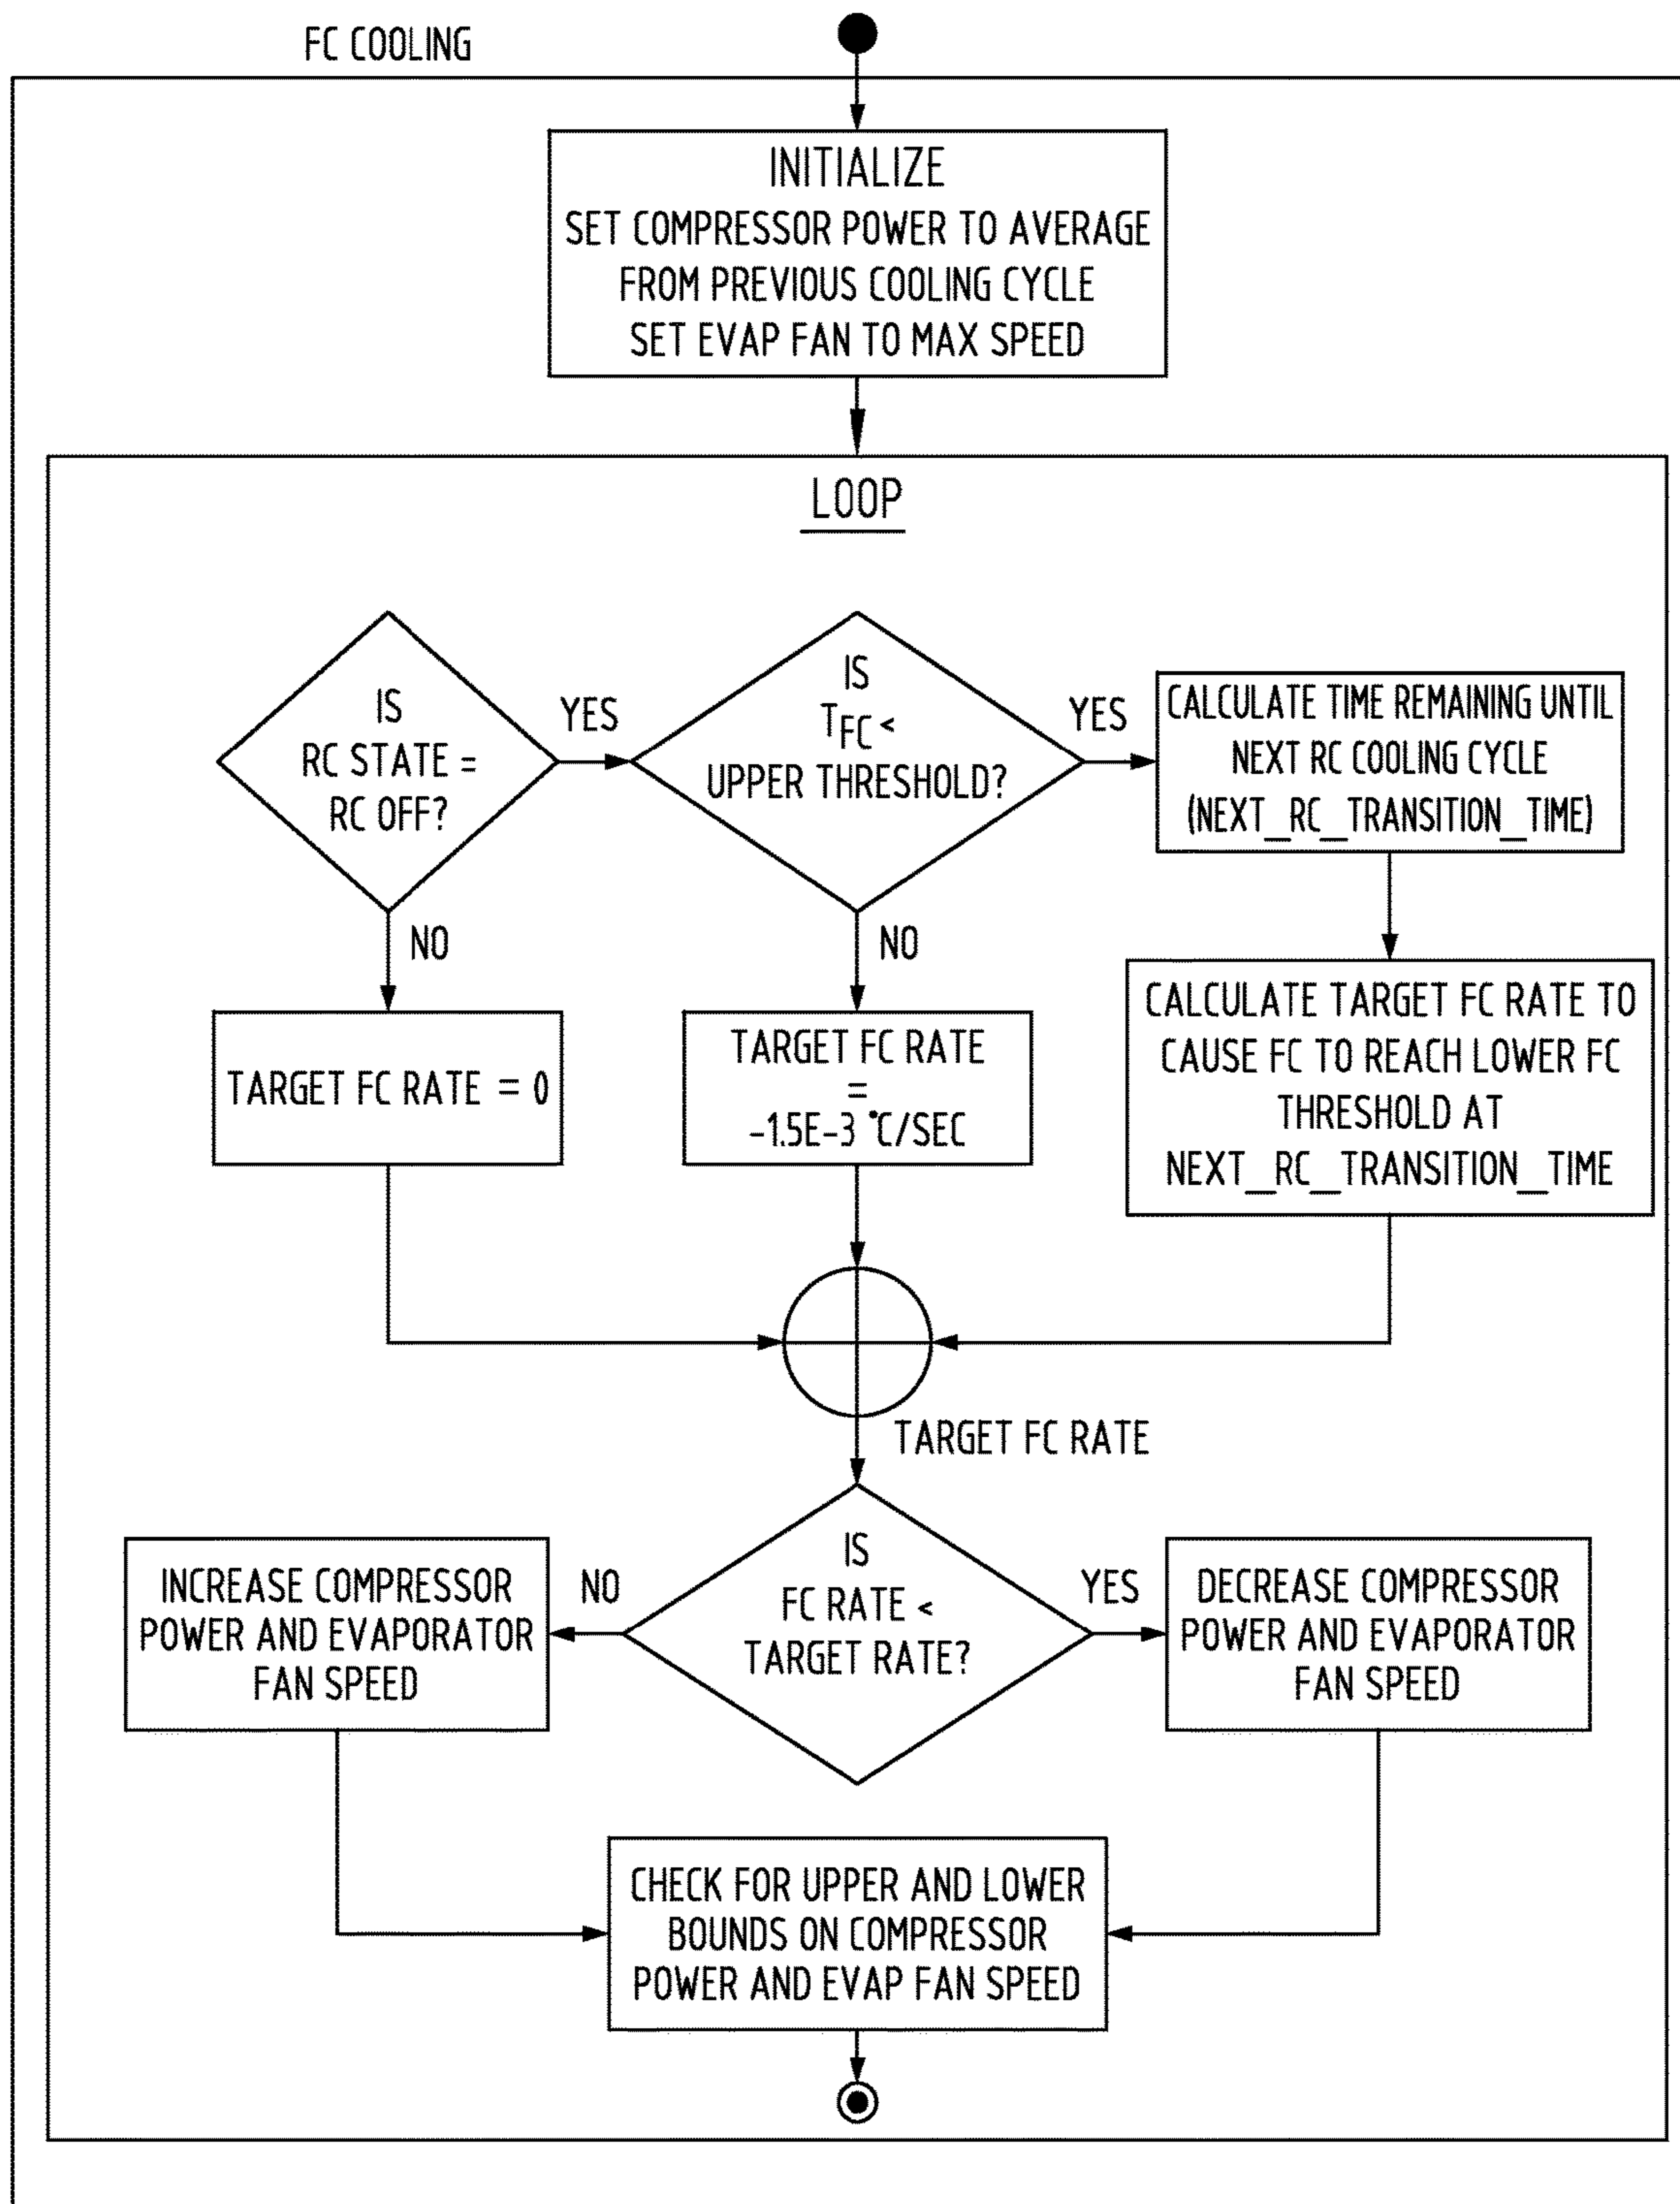 FC COOLING
INITIALIZE
SET COMPRESSOR POWER TO AVERAGE
FROM PREVIOUS COOLING CYCLE
SET EVAP FAN TO MAX SPEED
LOOP
IS
RC STATE =
RC OFF?
YES
NO
IS
TFC <
UPPER THRESHOLD?
YES
NO
CALCULATE TIME REMAINING UNTIL
NEXT RC COOLING CYCLE
(NEXT_RC_TRANSITION_TIME)
TARGET FC RATE = 0
TARGET FC RATE
=
-1.5E-3 °C/SEC
CALCULATE TARGET FC RATE TO
CAUSE FC TO REACH LOWER FC
THRESHOLD AT
NEXT_RC_TRANSITION_TIME
TARGET FC RATE
IS
FC RATE <
TARGET RATE?
NO
YES
INCREASE COMPRESSOR
POWER AND EVAPORATOR
FAN SPEED
DECREASE COMPRESSOR
POWER AND EVAPORATOR
FAN SPEED
CHECK FOR UPPER AND LOWER
BOUNDS ON COMPRESSOR
POWER AND EVAP FAN SPEED